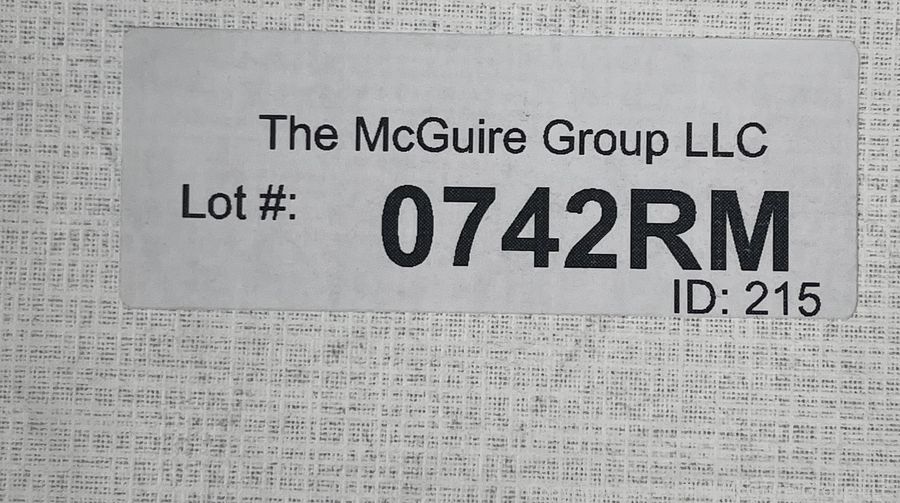 The McGuire Group LLC
Lot #: 0742RM
ID: 215